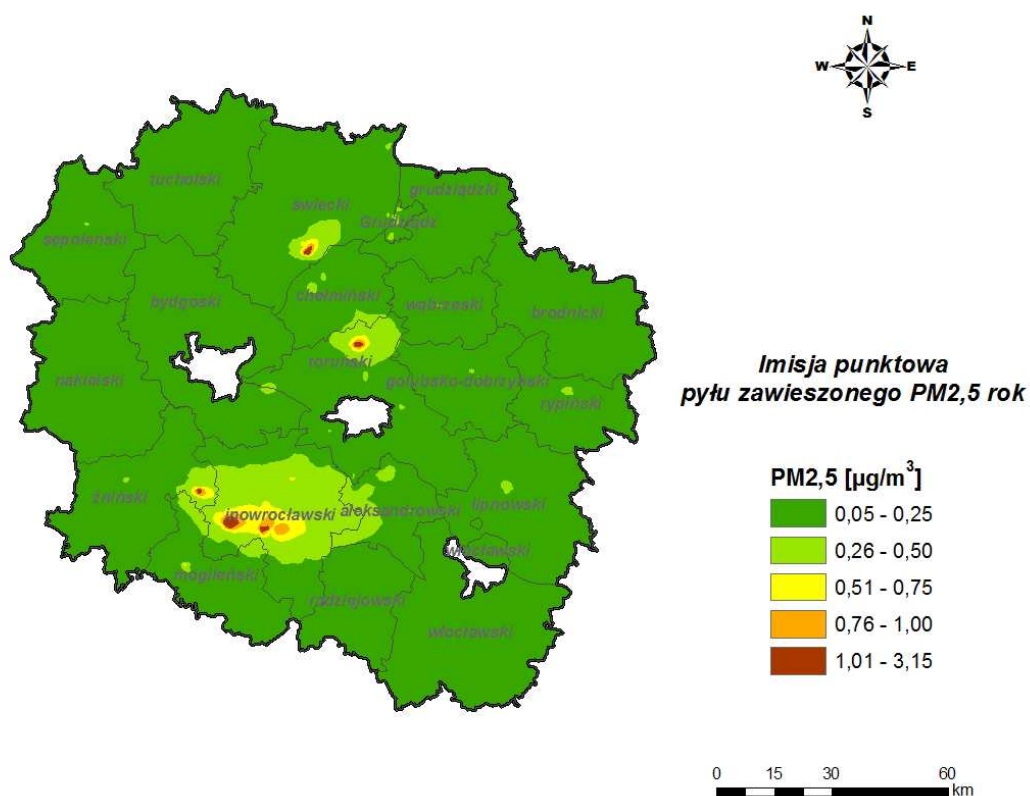 N
W E
S
tucholski
grudziądzki
świecki
Grudziądz
sępoleński
chełmiński
wąbrzeski
bydgoski
brodnicki
toruński
nakielski
golubsko-dobrzyński
rypiński
żniński
inowrocławski
aleksandrowski
lipnowski
włocławski
mogileński
radziejowski
włocławski
Imisja punktowa
pyłu zawieszonego PM2,5 rok
PM2,5 [µg/m³]
0,05 - 0,25
0,26 - 0,50
0,51 - 0,75
0,76 - 1,00
1,01 - 3,15
0 15 30 60
km